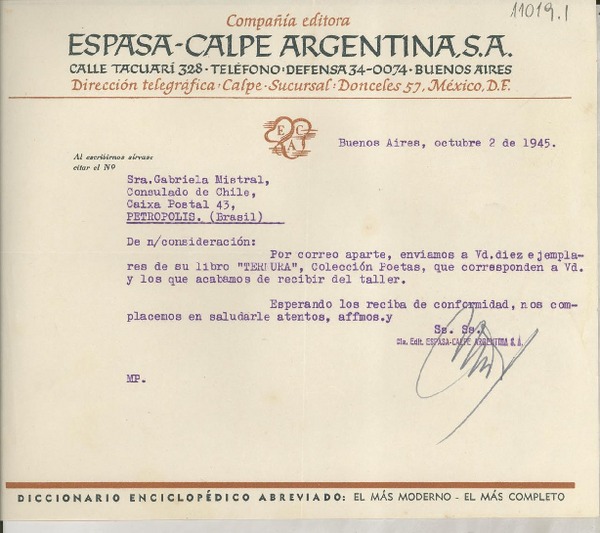 11019.1
Compañía editora
ESPASA-CALPE ARGENTINA, S.A.
CALLE TACUARÍ 328 · TELÉFONO: DEFENSA 34-0074 · BUENOS AIRES
Dirección telegráfica: Calpe · Sucursal: Donceles 57, México, D.F.
E C A
Buenos Aires, octubre 2 de 1945.
Al escribirnos sírvase
citar el Nº
Sra.Gabriela Mistral,
Consulado de Chile,
Caixa Postal 43,
PETROPOLIS. (Brasil)
De n/consideración:
Por correo aparte, enviamos a Vd.diez ejempla-
res de su libro "TERNURA", Colección Poetas, que corresponden a Vd.
y los que acabamos de recibir del taller.
Esperando los reciba de conformidad, nos com-
placemos en saludarle atentos, affmos.y
Ss. Ss.
Cía. Edit. ESPASA-CALPE ARGENTINA S. A.
MP.
DICCIONARIO ENCICLOPÉDICO ABREVIADO: EL MÁS MODERNO - EL MÁS COMPLETO